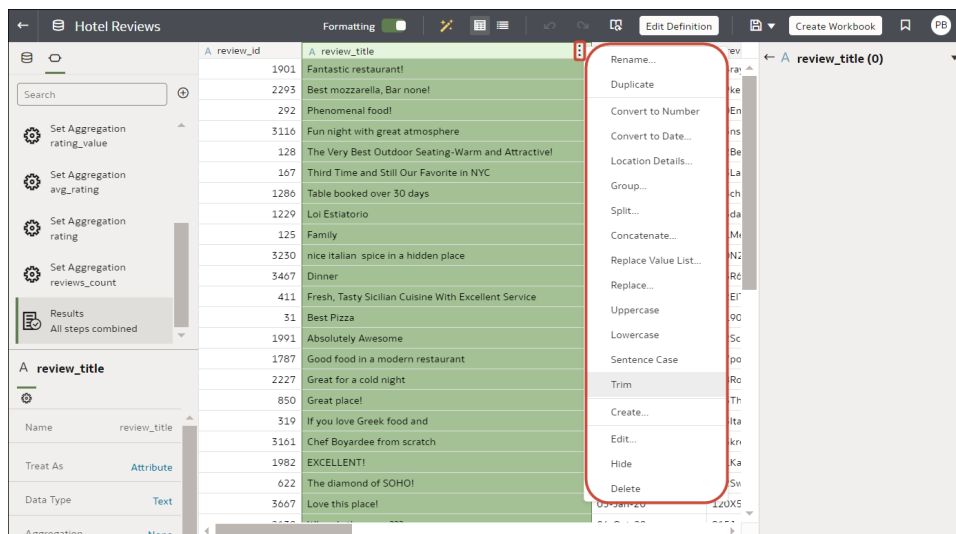 ← Hotel Reviews Formatting Edit Definition Create Workbook PB
Search
Set Aggregation
rating_value
Set Aggregation
avg_rating
Set Aggregation
rating
Set Aggregation
reviews_count
Results
All steps combined
A review_title
Name review_title
Treat As Attribute
Data Type Text
Aggregation None
A review_id A review_title
1901 Fantastic restaurant!
2293 Best mozzarella, Bar none!
292 Phenomenal food!
3116 Fun night with great atmosphere
128 The Very Best Outdoor Seating-Warm and Attractive!
167 Third Time and Still Our Favorite in NYC
1286 Table booked over 30 days
1229 Loi Estiatorio
125 Family
3230 nice italian spice in a hidden place
3467 Dinner
411 Fresh, Tasty Sicilian Cuisine With Excellent Service
31 Best Pizza
1991 Absolutely Awesome
1787 Good food in a modern restaurant
2227 Great for a cold night
850 Great place!
319 If you love Greek food and
3161 Chef Boyardee from scratch
1982 EXCELLENT!
622 The diamond of SOHO!
3667 Love this place!
Rename...
Duplicate
Convert to Number
Convert to Date...
Location Details...
Group...
Split...
Concatenate...
Replace Value List...
Replace...
Uppercase
Lowercase
Sentence Case
Trim
Create...
Edit...
Hide
Delete
← A review_title (0)